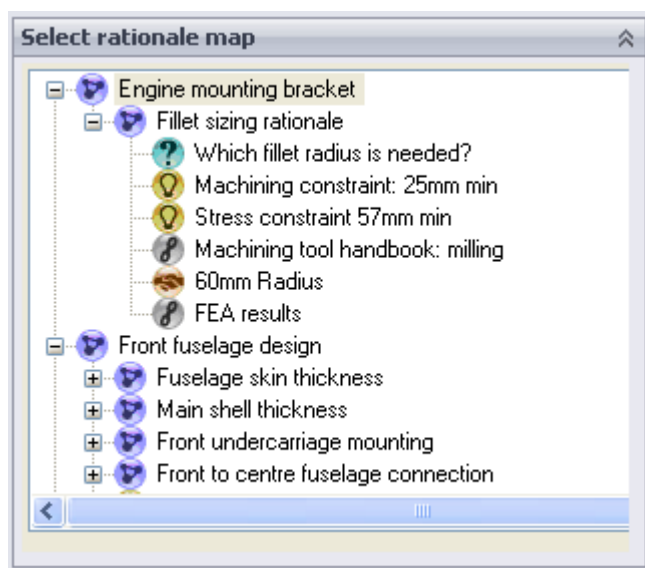 Select rationale map
Engine mounting bracket
Fillet sizing rationale
Which fillet radius is needed?
Machining constraint: 25mm min
Stress constraint 57mm min
Machining tool handbook: milling
60mm Radius
FEA results
Front fuselage design
Fuselage skin thickness
Main shell thickness
Front undercarriage mounting
Front to centre fuselage connection